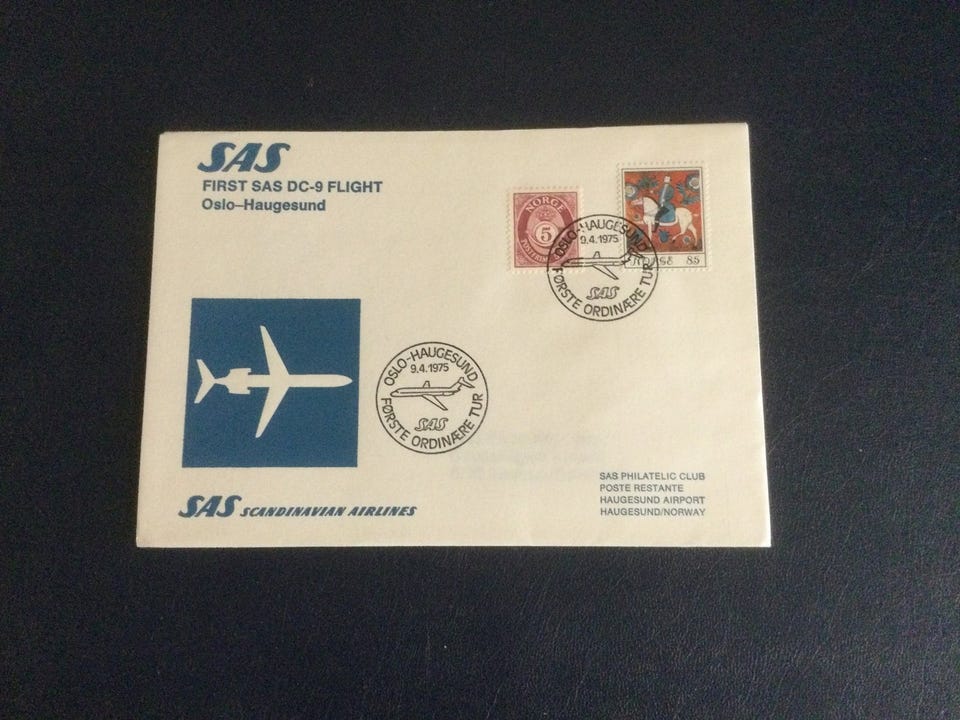 SAS
FIRST SAS DC-9 FLIGHT
Oslo–Haugesund
NORGE
5
NORGE 85
OSLO-HAUGESUND
9.4.1975
SAS
FØRSTE ORDINÆRE TUR
OSLO-HAUGESUND
9.4.1975
SAS
FØRSTE ORDINÆRE TUR
SAS SCANDINAVIAN AIRLINES
SAS PHILATELIC CLUB
POSTE RESTANTE
HAUGESUND AIRPORT
HAUGESUND/NORWAY